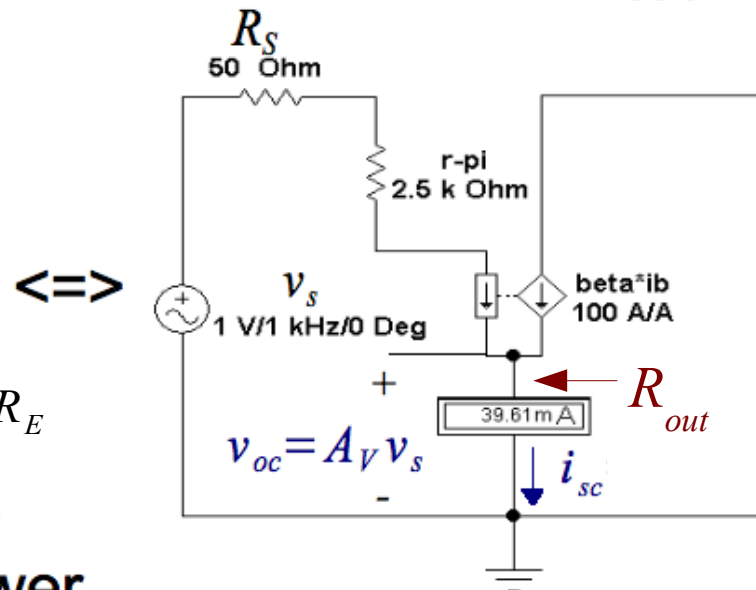 R_S
50 Ohm
r-pi
2.5 k Ohm
<=>
v_s
1 V/1 kHz/0 Deg
beta*ib
100 A/A
+
R_E
39.61m A
R_out
v_oc = A_V v_s
i_sc
-
wer